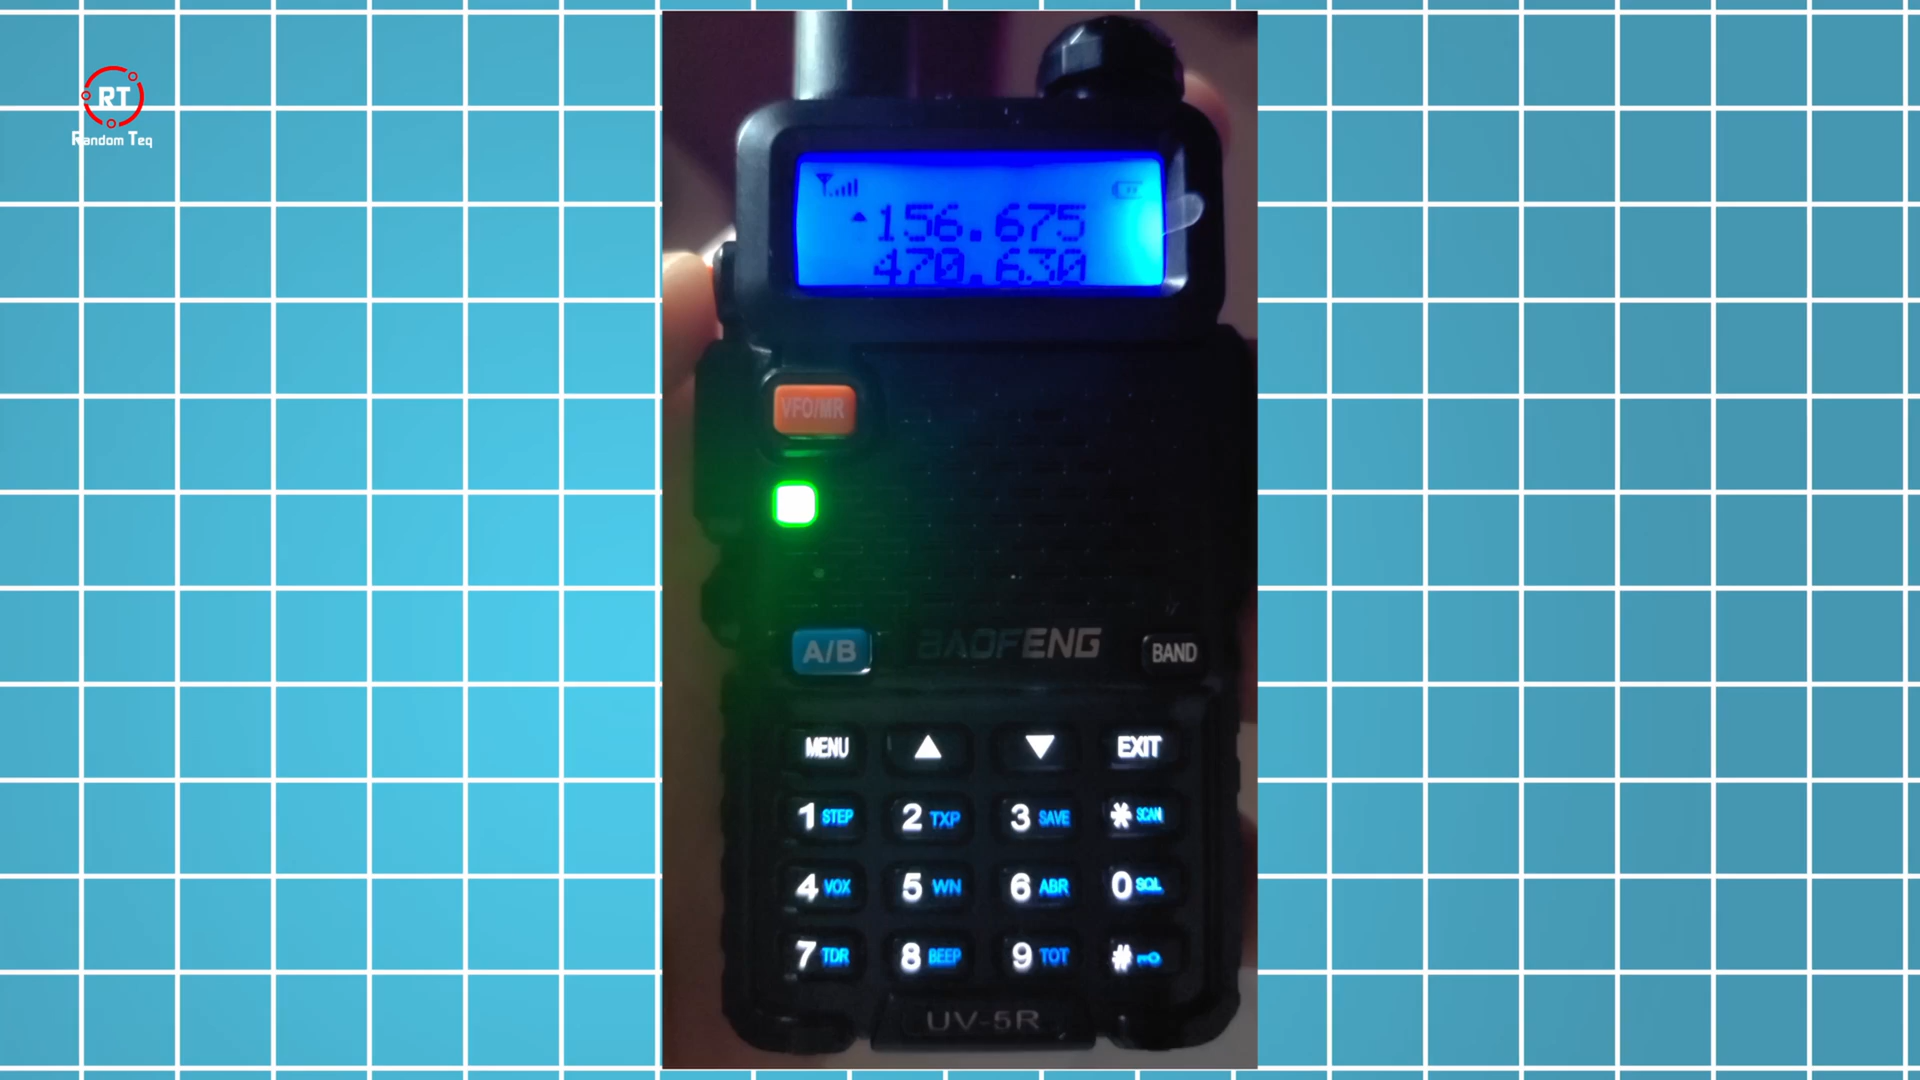 RT
Random Teq
156.675
470.630
VFO/MR
A/B BAOFENG BAND
MENU ▲ ▼ EXIT
1 STEP 2 TXP 3 SAVE * SCAN
4 VOX 5 WN 6 ABR 0 SQL
7 TDR 8 BEEP 9 TOT #
UV-5R